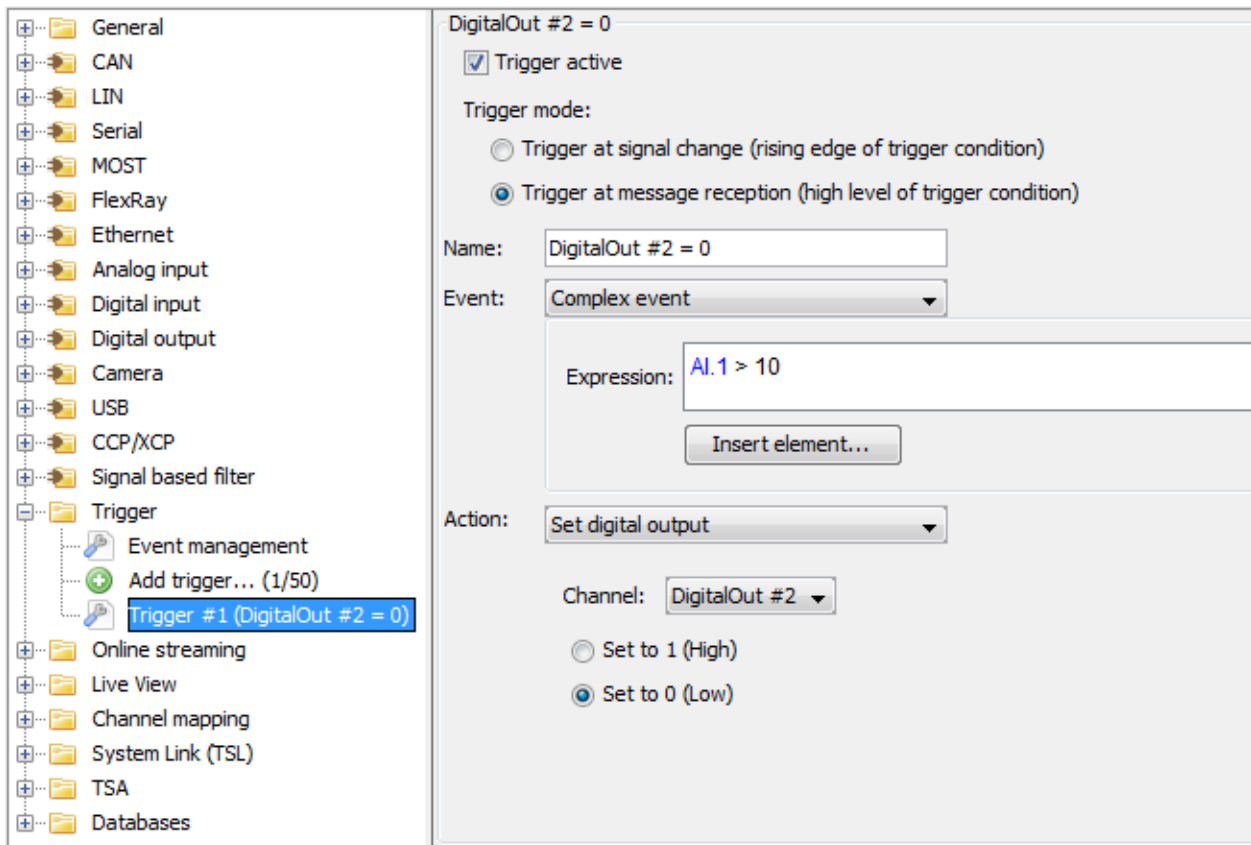 General
CAN
LIN
Serial
MOST
FlexRay
Ethernet
Analog input
Digital input
Digital output
Camera
USB
CCP/XCP
Signal based filter
Trigger
Event management
Add trigger... (1/50)
Trigger #1 (DigitalOut #2 = 0)
Online streaming
Live View
Channel mapping
System Link (TSL)
TSA
Databases
DigitalOut #2 = 0
Trigger active
Trigger mode:
Trigger at signal change (rising edge of trigger condition)
Trigger at message reception (high level of trigger condition)
Name: DigitalOut #2 = 0
Event: Complex event
Expression: AI.1 > 10
Insert element...
Action: Set digital output
Channel: DigitalOut #2
Set to 1 (High)
Set to 0 (Low)